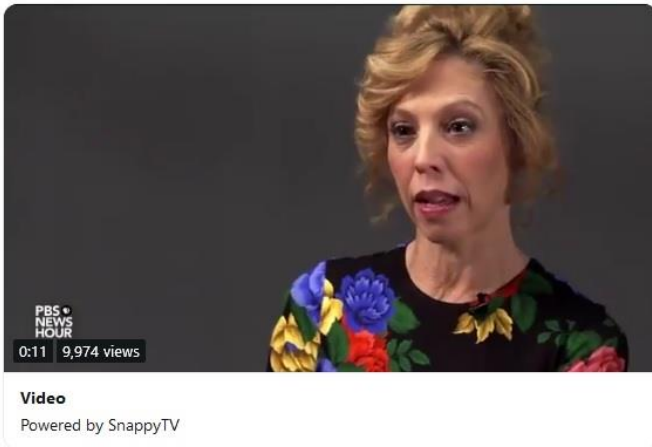 PBS
NEWS
HOUR
0:11 9,974 views
Video
Powered by SnappyTV